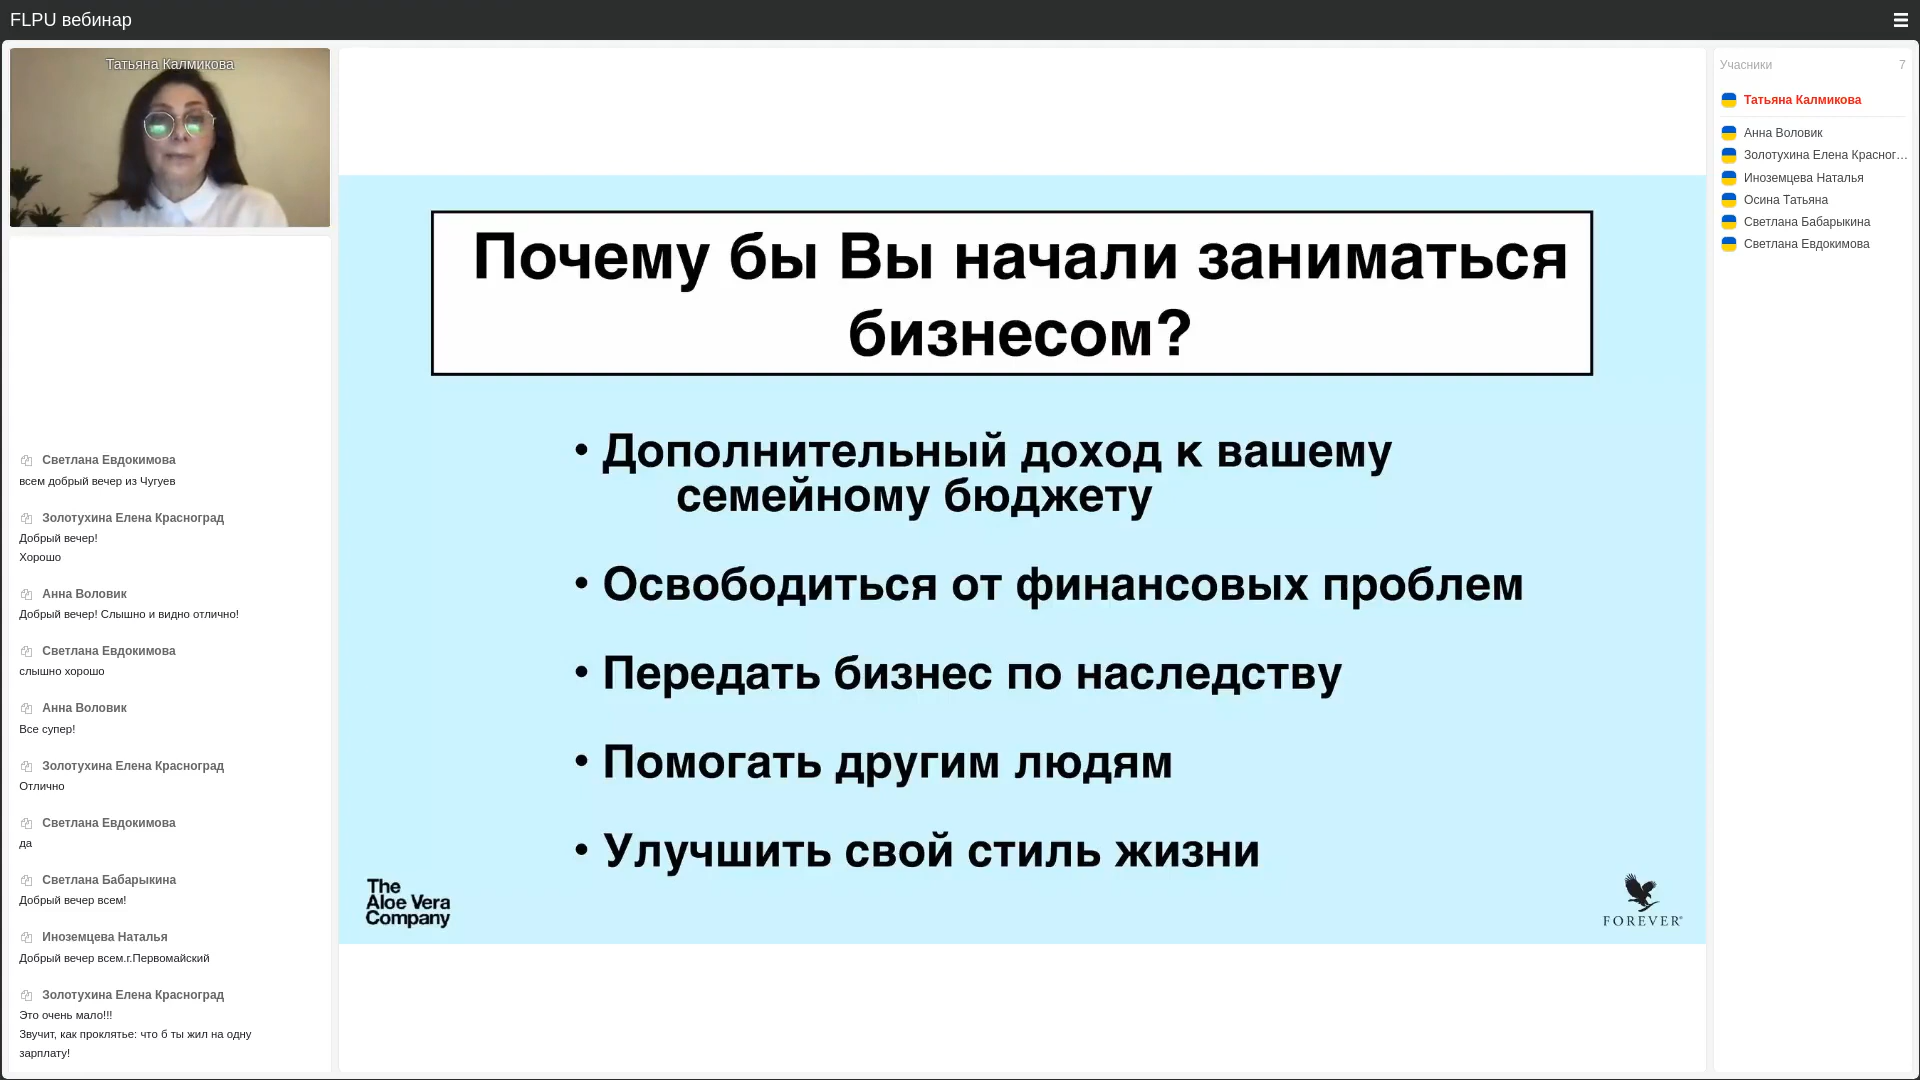 FLPU вебинар
Татьяна Калмикова
Светлана Евдокимова
всем добрый вечер из Чугуев
Золотухина Елена Красноград
Добрый вечер!
Хорошо
Анна Воловик
Добрый вечер! Слышно и видно отлично!
Светлана Евдокимова
слышно хорошо
Анна Воловик
Все супер!
Золотухина Елена Красноград
Отлично
Светлана Евдокимова
да
Светлана Бабарыкина
Добрый вечер всем!
Иноземцева Наталья
Добрый вечер всем.г.Первомайский
Золотухина Елена Красноград
Это очень мало!!!
Звучит, как проклятье: что б ты жил на одну
зарплату!
Почему бы Вы начали заниматься
бизнесом?
• Дополнительный доход к вашему
семейному бюджету
• Освободиться от финансовых проблем
• Передать бизнес по наследству
• Помогать другим людям
• Улучшить свой стиль жизни
The
Aloe Vera
Company
FOREVER®
Учасники 7
Татьяна Калмикова
Анна Воловик
Золотухина Елена Красног…
Иноземцева Наталья
Осина Татьяна
Светлана Бабарыкина
Светлана Евдокимова